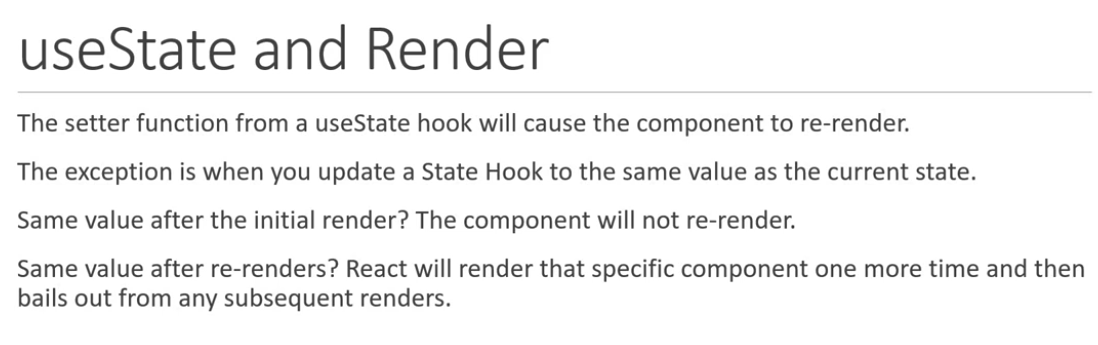 useState and Render
The setter function from a useState hook will cause the component to re-render.
The exception is when you update a State Hook to the same value as the current state.
Same value after the initial render? The component will not re-render.
Same value after re-renders? React will render that specific component one more time and then
bails out from any subsequent renders.